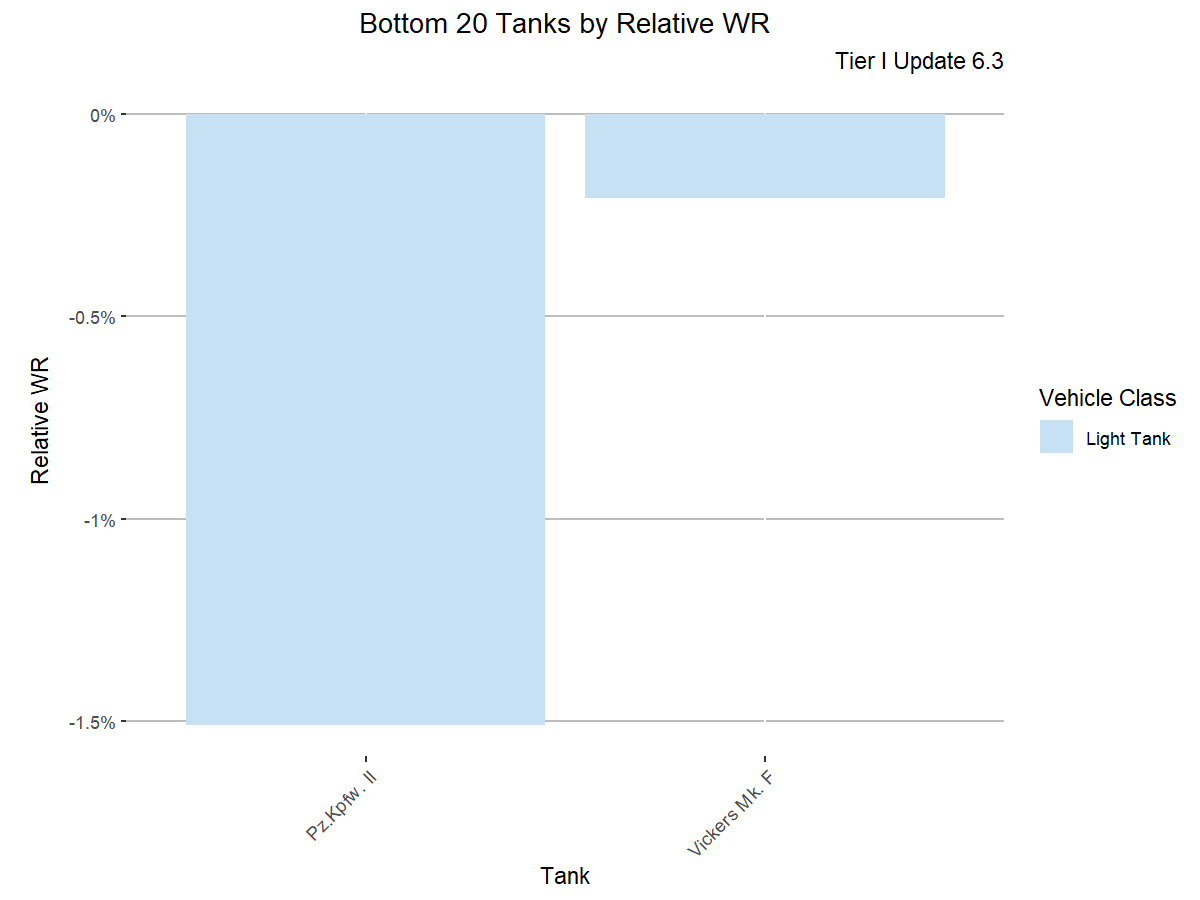 Bottom 20 Tanks by Relative WR
Tier I Update 6.3
0%
-0.5%
-1%
-1.5%
Relative WR
Pz.Kpfw. II
Vickers Mk. F
Tank
Vehicle Class
Light Tank